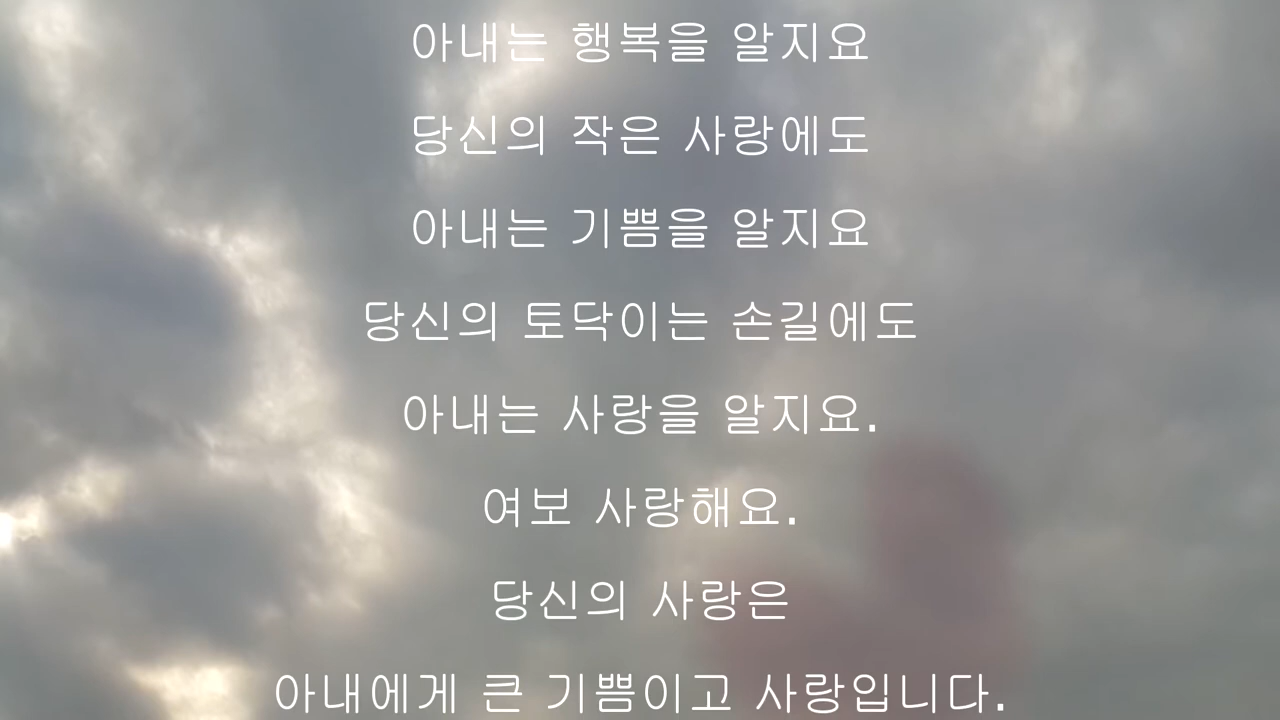 아내는 행복을 알지요
당신의 작은 사랑에도
아내는 기쁨을 알지요
당신의 토닥이는 손길에도
아내는 사랑을 알지요.
여보 사랑해요.
당신의 사랑은
아내에게 큰 기쁨이고 사랑입니다.